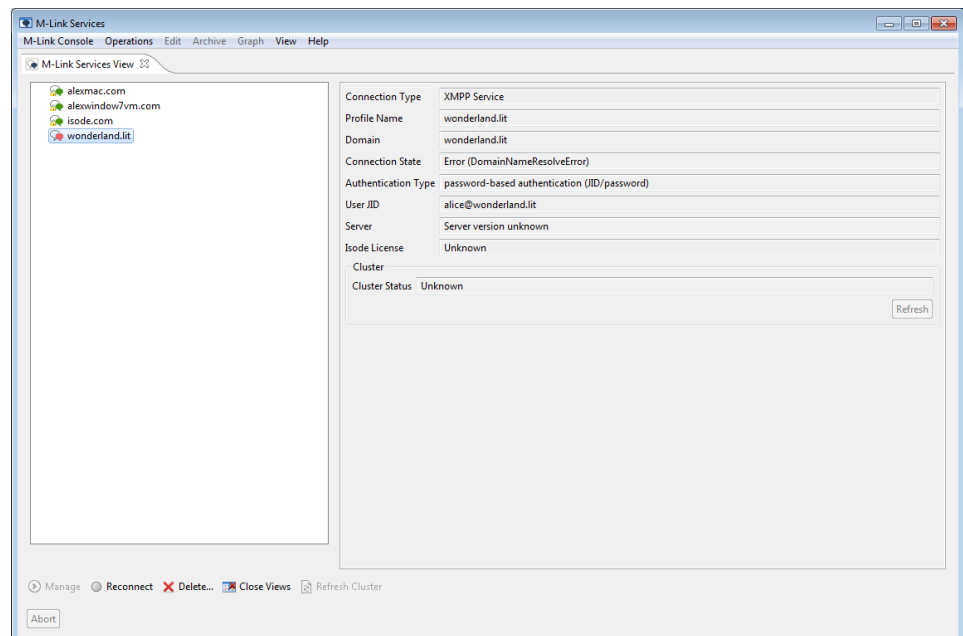 M-Link Services
M-Link Console Operations Edit Archive Graph View Help
M-Link Services View
alexmac.com
alexwindow7vm.com
isode.com
wonderland.lit
Connection Type XMPP Service
Profile Name wonderland.lit
Domain wonderland.lit
Connection State Error (DomainNameResolveError)
Authentication Type password-based authentication (JID/password)
User JID alice@wonderland.lit
Server Server version unknown
Isode License Unknown
Cluster
Cluster Status Unknown
Refresh
Manage Reconnect Delete... Close Views Refresh Cluster
Abort